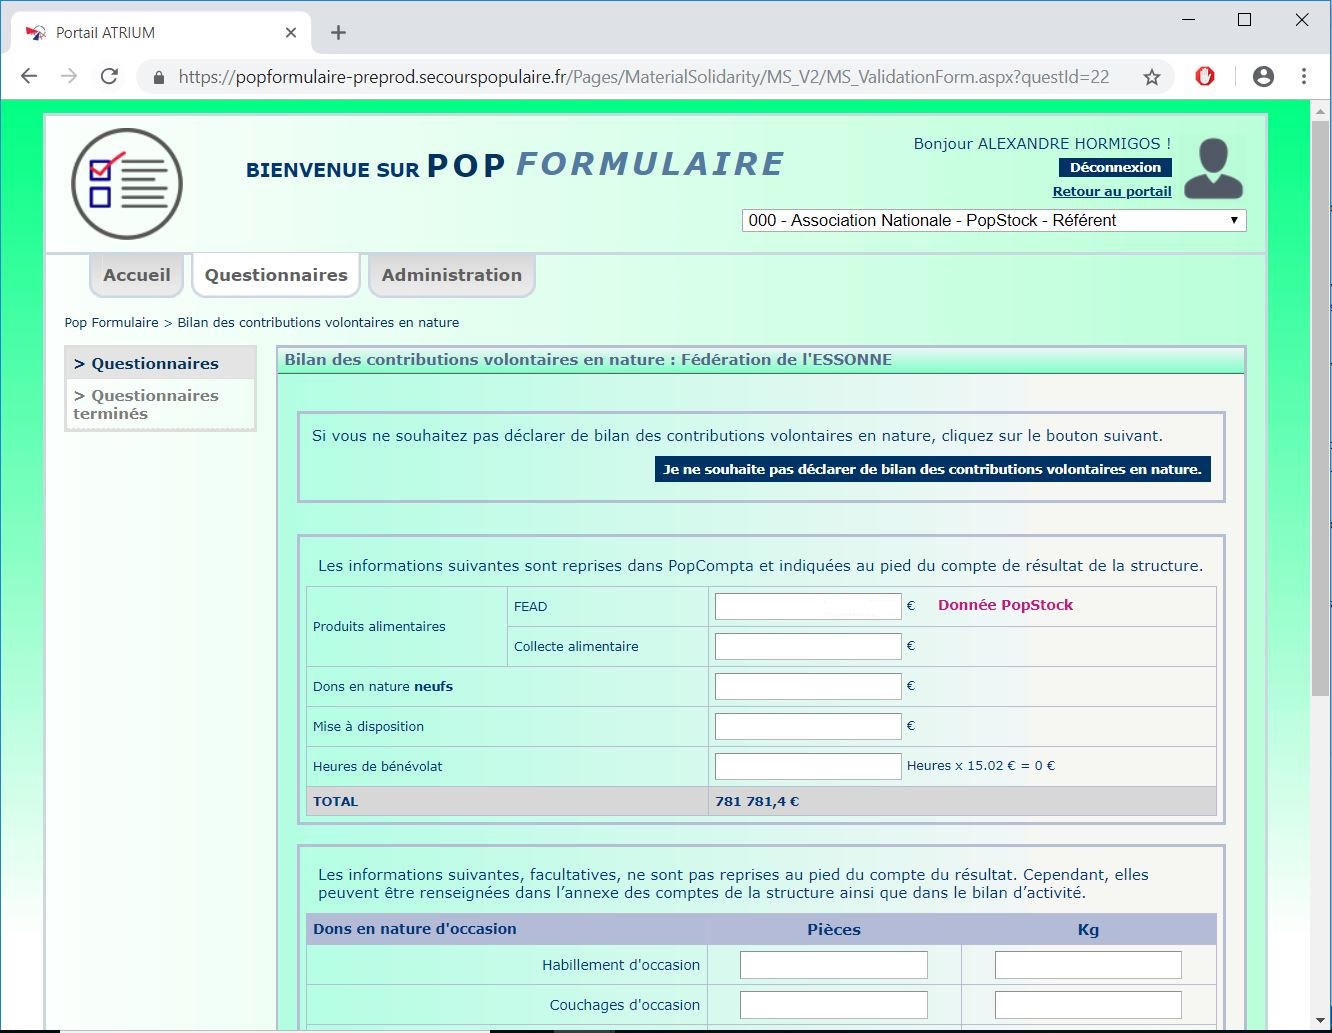 Portail ATRIUM
https://popformulaire-preprod.secourspopulaire.fr/Pages/MaterialSolidarity/MS_V2/MS_ValidationForm.aspx?questId=22
Bonjour ALEXANDRE HORMIGOS !
BIENVENUE SUR POP FORMULAIRE
Déconnexion
Retour au portail
000 - Association Nationale - PopStock - Référent
Accueil Questionnaires Administration
Pop Formulaire > Bilan des contributions volontaires en nature
> Questionnaires
> Questionnaires
terminés
Bilan des contributions volontaires en nature : Fédération de l'ESSONNE
Si vous ne souhaitez pas déclarer de bilan des contributions volontaires en nature, cliquez sur le bouton suivant.
Je ne souhaite pas déclarer de bilan des contributions volontaires en nature.
Les informations suivantes sont reprises dans PopCompta et indiquées au pied du compte de résultat de la structure.
Produits alimentaires
FEAD € Donnée PopStock
Collecte alimentaire €
Dons en nature neufs €
Mise à disposition €
Heures de bénévolat Heures x 15.02 € = 0 €
TOTAL 781 781,4 €
Les informations suivantes, facultatives, ne sont pas reprises au pied du compte du résultat. Cependant, elles
peuvent être renseignées dans l’annexe des comptes de la structure ainsi que dans le bilan d’activité.
Dons en nature d'occasion Pièces Kg
Habillement d'occasion
Couchages d'occasion